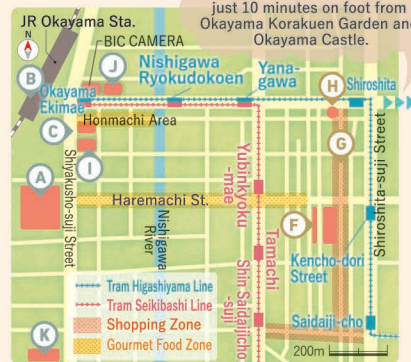 just 10 minutes on foot from
Okayama Korakuen Garden and
Okayama Castle.
JR Okayama Sta.
N
BIC CAMERA
B
J
Nishigawa
Ryokudokoen
Yana-
gawa
H
Shiroshita
Okayama
Ekimae
Honmachi Area
C
I
G
A
Shiyakusho-suji Street
Yubinkyoku
-mae
Shiroshita-suji Street
Haremachi St.
Nishigawa
River
F
Tamachi
Shin Saidaijicho
-suji
Kencho-dori
Street
Tram Higashiyama Line
Tram Seikibashi Line
Shopping Zone
Gourmet Food Zone
Saidaiji-cho
K
200m